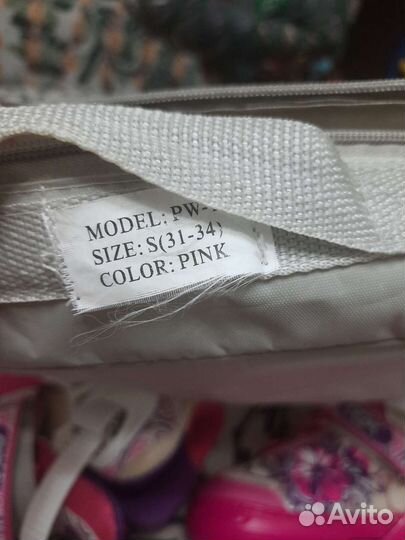 MODEL: PW-
SIZE: S(31-34)
COLOR: PINK
Avito